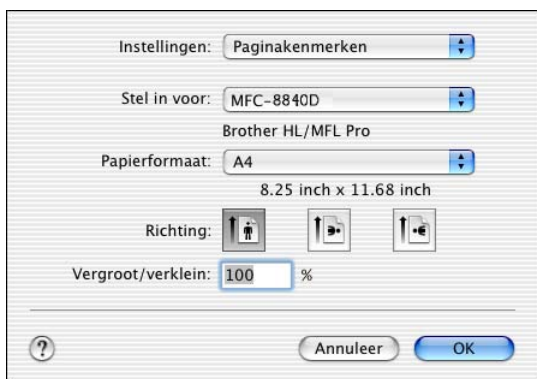 Instellingen: Paginakenmerken
Stel in voor: MFC-8840D
Brother HL/MFL Pro
Papierformaat: A4
8.25 inch x 11.68 inch
Richting:
Vergroot/verklein: 100 %
? Annuleer OK